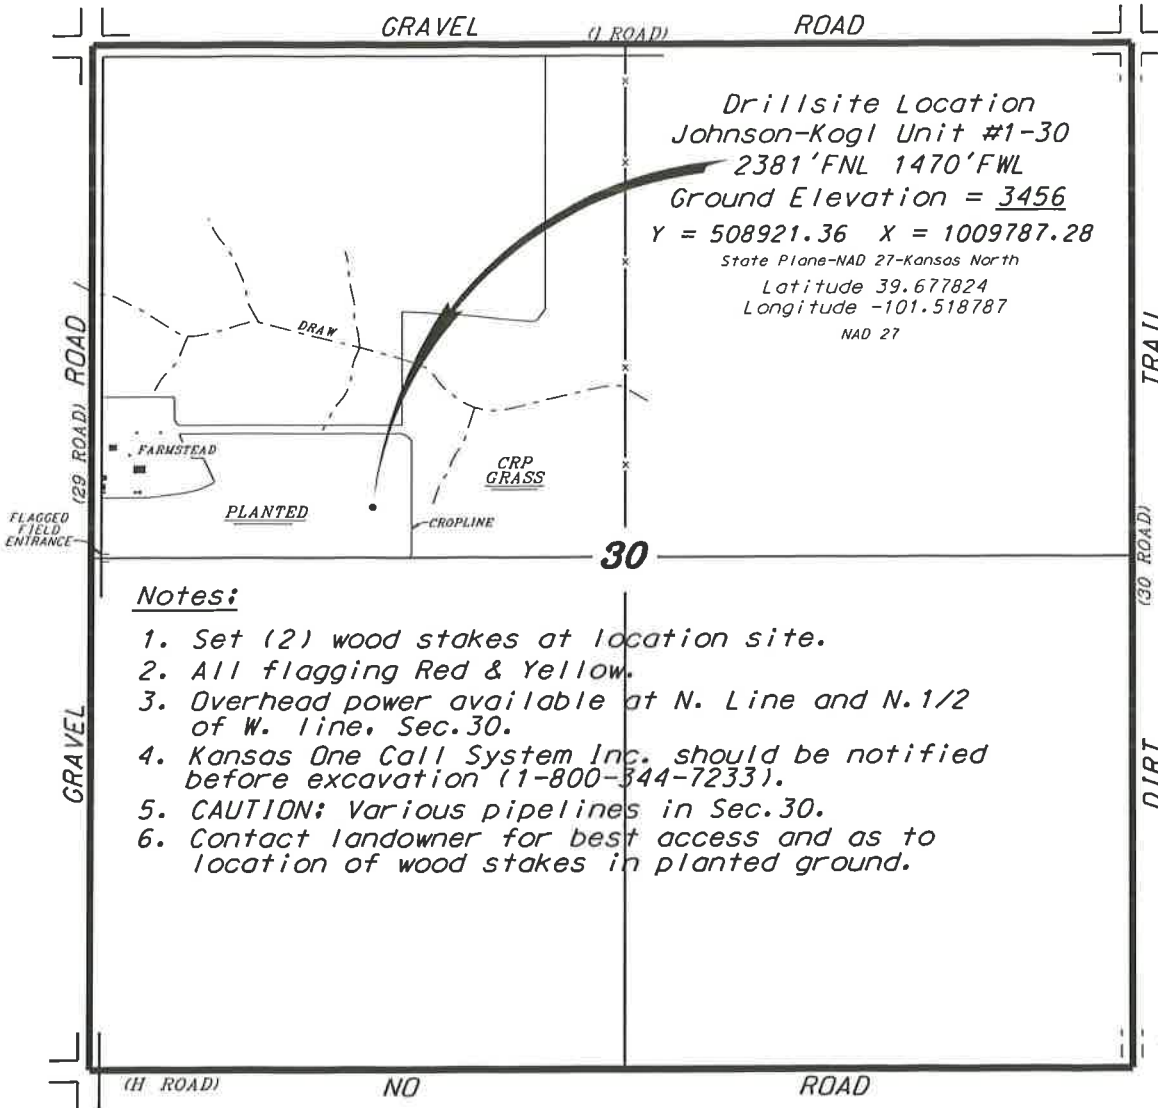 GRAVEL (I ROAD) ROAD
Drillsite Location
Johnson-Kogl Unit #1-30
2381'FNL 1470'FWL
Ground Elevation = 3456
Y = 508921.36 X = 1009787.28
State Plane-NAD 27-Kansas North
Latitude 39.677824
Longitude -101.518787
NAD 27
DRAW
(29 ROAD) ROAD
TRAIL
FARMSTEAD
CRP
GRASS
PLANTED
CROPLINE
FLAGGED
FIELD
ENTRANCE
30
(30 ROAD)
Notes:
1. Set (2) wood stakes at location site.
2. All flagging Red & Yellow.
3. Overhead power available at N. Line and N.1/2
of W. line, Sec.30.
4. Kansas One Call System Inc. should be notified
before excavation (1-800-344-7233).
5. CAUTION: Various pipelines in Sec.30.
6. Contact landowner for best access and as to
location of wood stakes in planted ground.
GRAVEL
DIRT
(H ROAD) NO ROAD